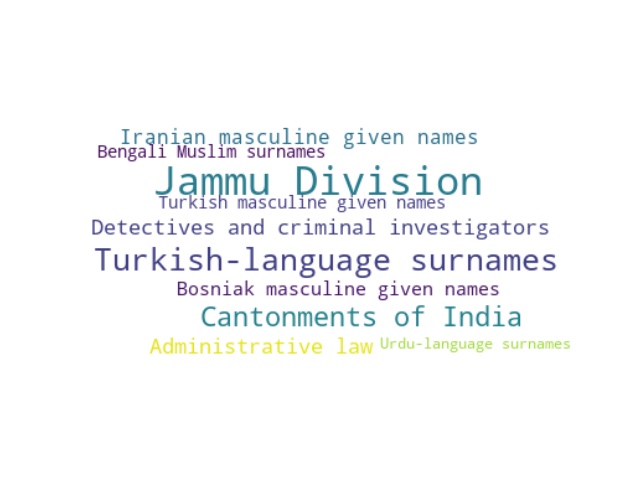 Iranian masculine given names
Bengali Muslim surnames
Jammu Division
Turkish masculine given names
Detectives and criminal investigators
Turkish-language surnames
Bosniak masculine given names
Cantonments of India
Administrative law
Urdu-language surnames